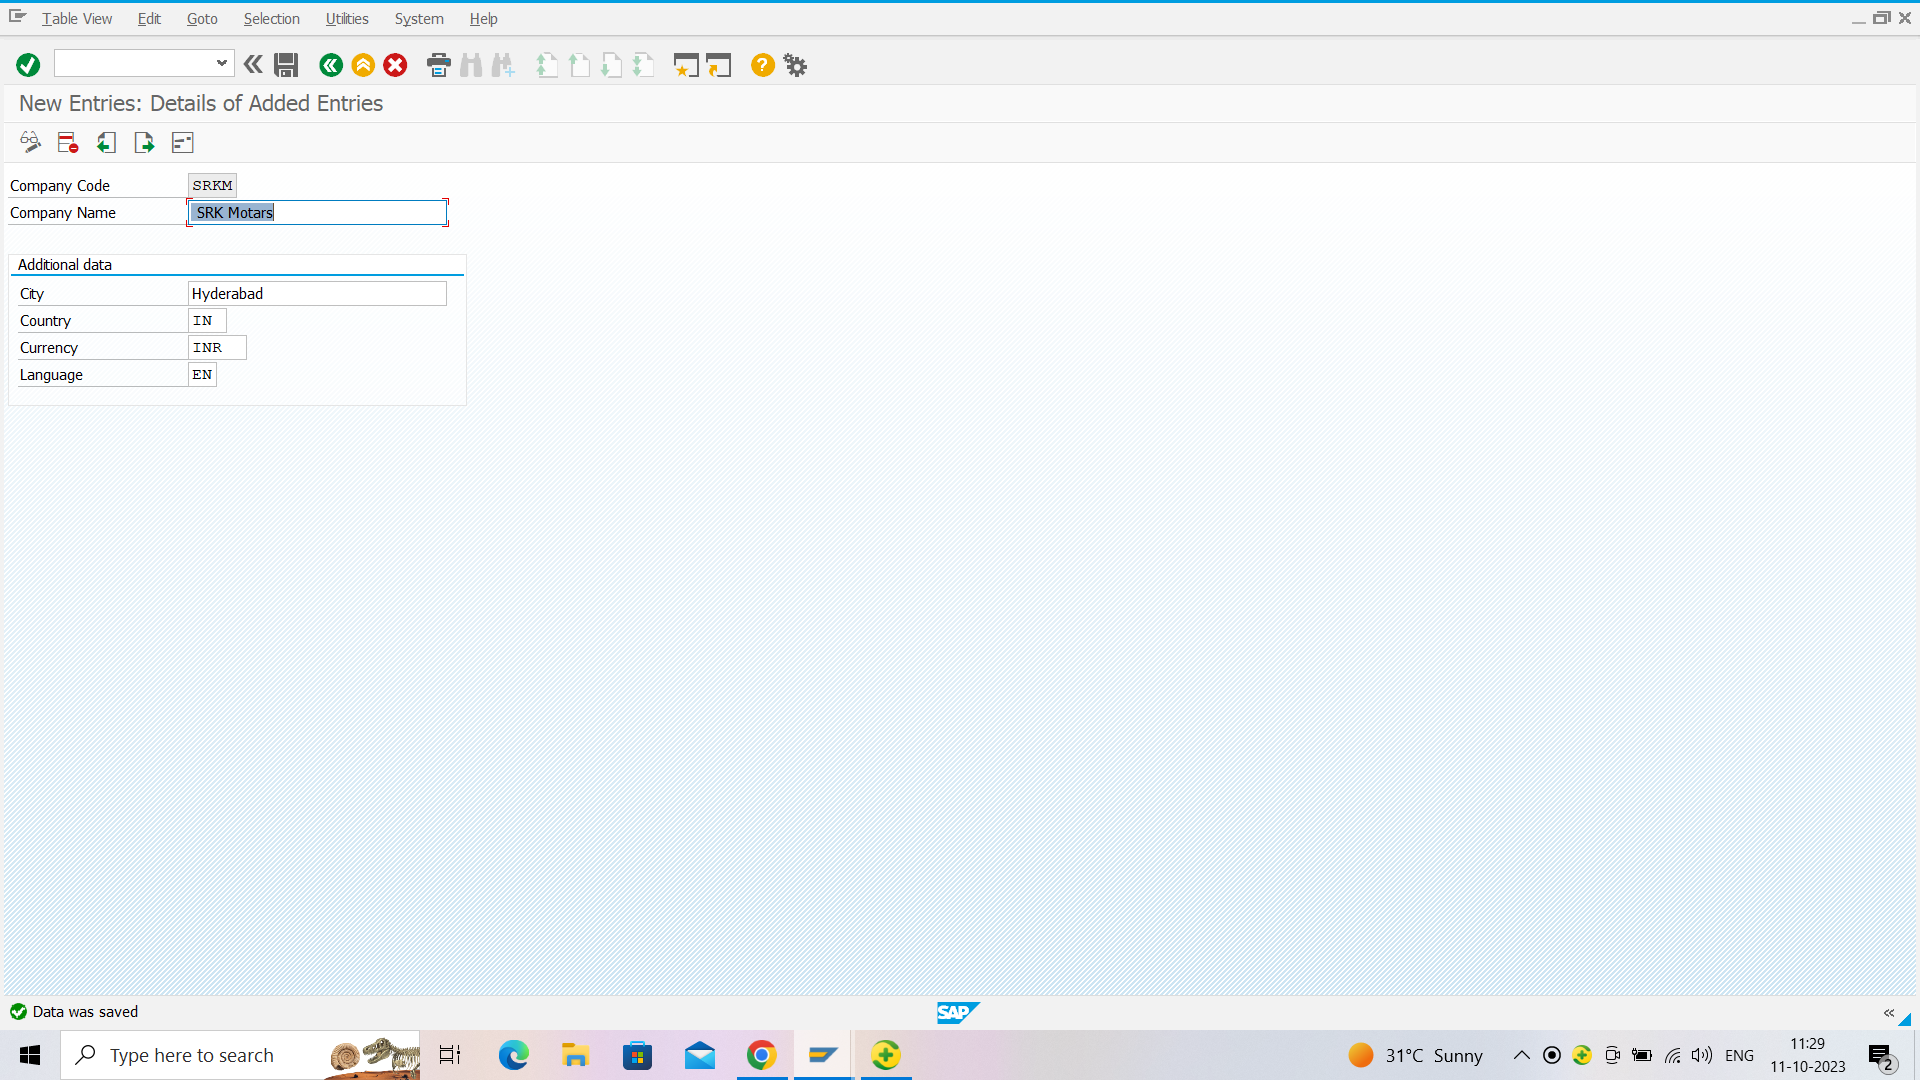 Table View Edit Goto Selection Utilities System Help
New Entries: Details of Added Entries
Company Code SRKM
Company Name SRK Motars
Additional data
City Hyderabad
Country IN
Currency INR
Language EN
Data was saved
SAP
Type here to search
31°C Sunny
ENG
11:29
11-10-2023
2